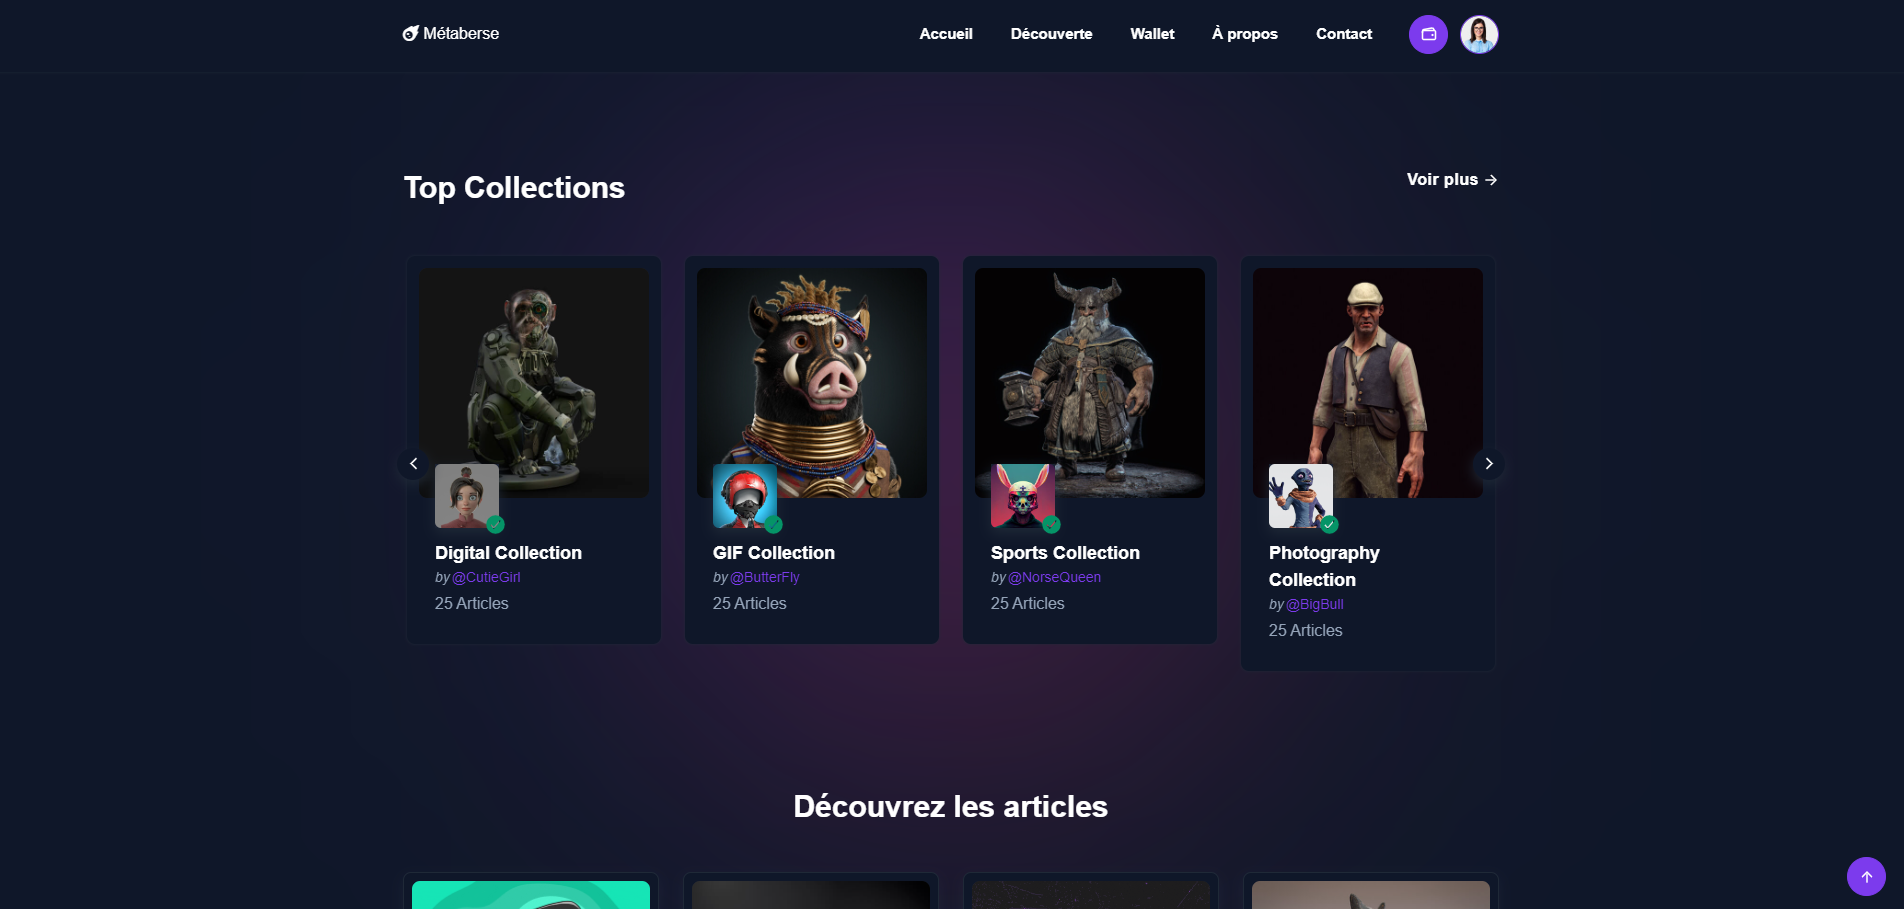 Métaberse
Accueil
Découverte
Wallet
À propos
Contact
Top Collections
Voir plus
Digital Collection
by @CutieGirl
25 Articles
GIF Collection
by @ButterFly
25 Articles
Sports Collection
by @NorseQueen
25 Articles
Photography
Collection
by @BigBull
25 Articles
Découvrez les articles